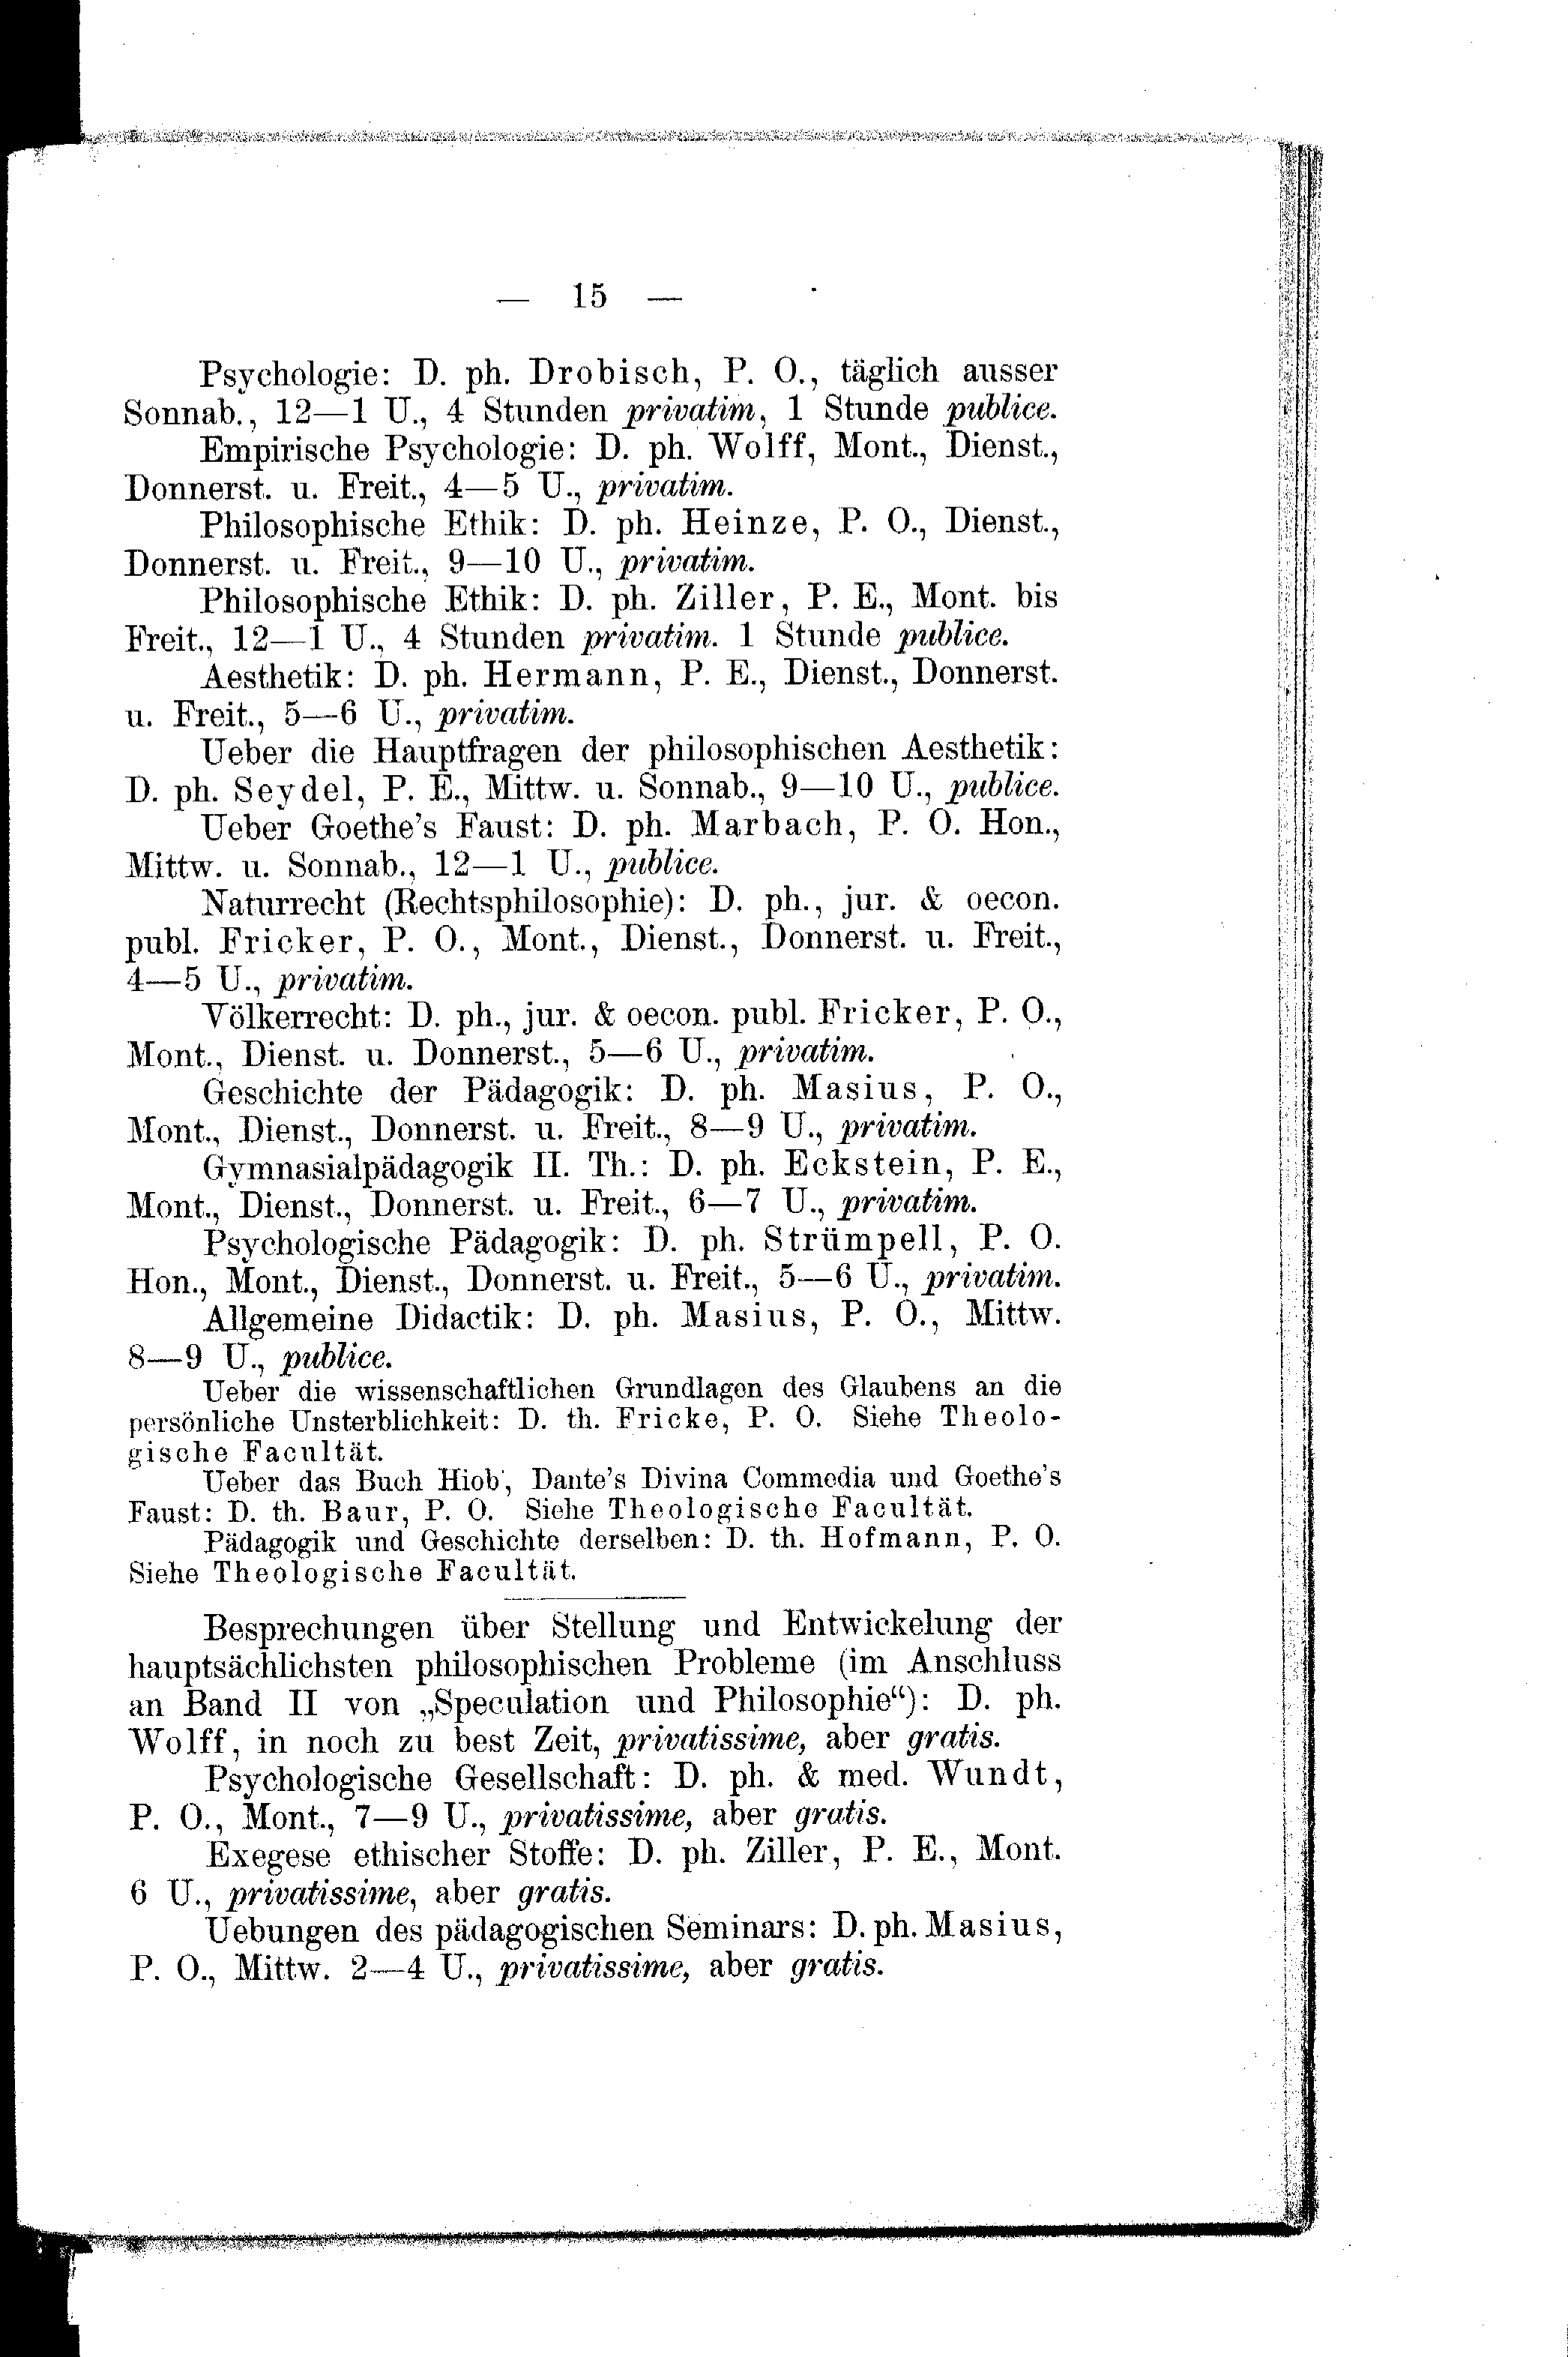 — 15 —
Psychologie: D. ph. Drobisch, P. O., täglich ausser
Sonnab., 12—1 U., 4 Stunden privatim, 1 Stunde publice.
Empirische Psychologie: D. ph. Wolff, Mont., Dienst.,
Donnerst. u. Freit., 4—5 U., privatim.
Philosophische Ethik: D. ph. Heinze, P. O., Dienst.,
Donnerst. u. Freit., 9—10 U., privatim.
Philosophische Ethik: D. ph. Ziller, P. E., Mont. bis
Freit., 12—1 U., 4 Stunden privatim. 1 Stunde publice.
Aesthetik: D. ph. Hermann, P. E., Dienst., Donnerst.
u. Freit., 5—6 U., privatim.
Ueber die Hauptfragen der philosophischen Aesthetik:
D. ph. Seydel, P. E., Mittw. u. Sonnab., 9—10 U., publice.
Ueber Goethe's Faust: D. ph. Marbach, P. O. Hon.,
Mittw. u. Sonnab., 12—1 U., publice.
Naturrecht (Rechtsphilosophie): D. ph., jur. & oecon.
publ. Fricker, P. O., Mont., Dienst., Donnerst. u. Freit.,
4—5 U., privatim.
Völkerrecht: D. ph., jur. & oecon. publ. Fricker, P. O.,
Mont., Dienst. u. Donnerst., 5—6 U., privatim.
Geschichte der Pädagogik: D. ph. Masius, P. O.,
Mont., Dienst., Donnerst. u. Freit., 8—9 U., privatim.
Gymnasialpädagogik II. Th.: D. ph. Eckstein, P. E.,
Mont., Dienst., Donnerst. u. Freit., 6—7 U., privatim.
Psychologische Pädagogik: D. ph. Strümpell, P. O.
Hon., Mont., Dienst., Donnerst. u. Freit., 5—6 U., privatim.
Allgemeine Didactik: D. ph. Masius, P. O., Mittw.
8—9 U., publice.
Ueber die wissenschaftlichen Grundlagen des Glaubens an die
persönliche Unsterblichkeit: D. th. Fricke, P. O. Siehe Theolo-
gische Facultät.
Ueber das Buch Hiob, Dante's Divina Commedia und Goethe's
Faust: D. th. Baur, P. O. Siehe Theologische Facultät.
Pädagogik und Geschichte derselben: D. th. Hofmann, P. O.
Siehe Theologische Facultät.
Besprechungen über Stellung und Entwickelung der
hauptsächlichsten philosophischen Probleme (im Anschluss
an Band II von „Speculation und Philosophie“): D. ph.
Wolff, in noch zu best Zeit, privatissime, aber gratis.
Psychologische Gesellschaft: D. ph. & med. Wundt,
P. O., Mont., 7—9 U., privatissime, aber gratis.
Exegese ethischer Stoffe: D. ph. Ziller, P. E., Mont.
6 U., privatissime, aber gratis.
Uebungen des pädagogischen Seminars: D. ph. Masius,
P. O., Mittw. 2—4 U., privatissime, aber gratis.